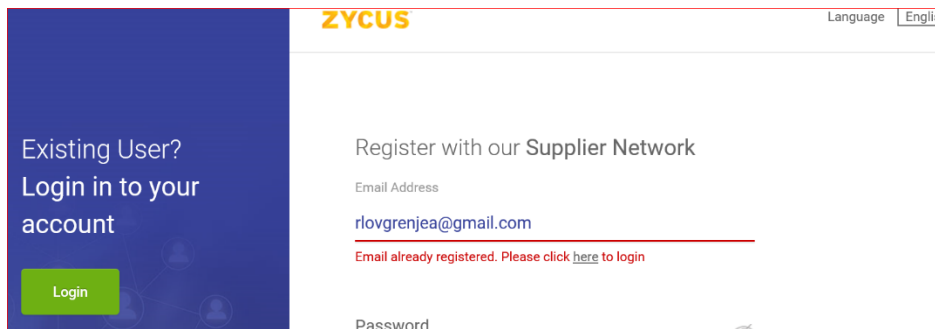 ZYCUS
Language Englis
Existing User?
Login in to your
account
Login
Register with our Supplier Network
Email Address
rlovgrenjea@gmail.com
Email already registered. Please click here to login
Password